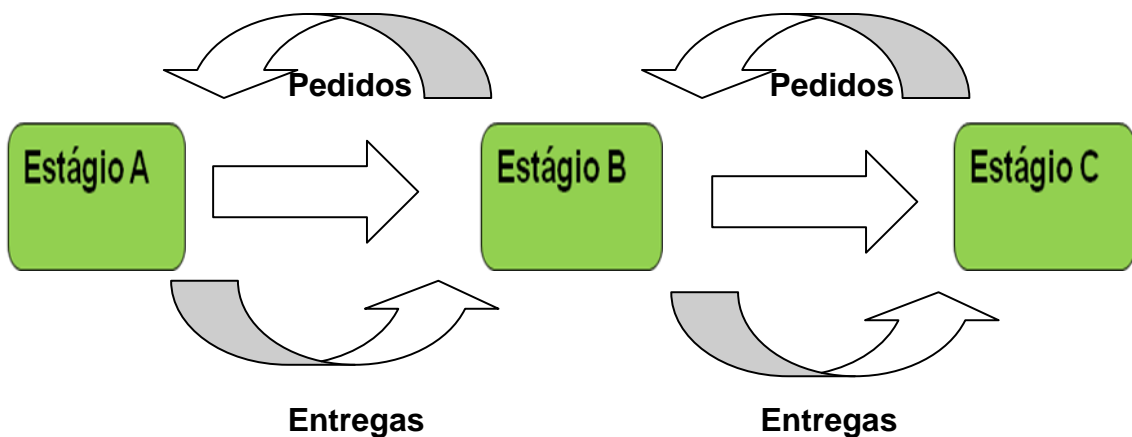 Pedidos
Pedidos
Estágio A
Estágio B
Estágio C
Entregas
Entregas